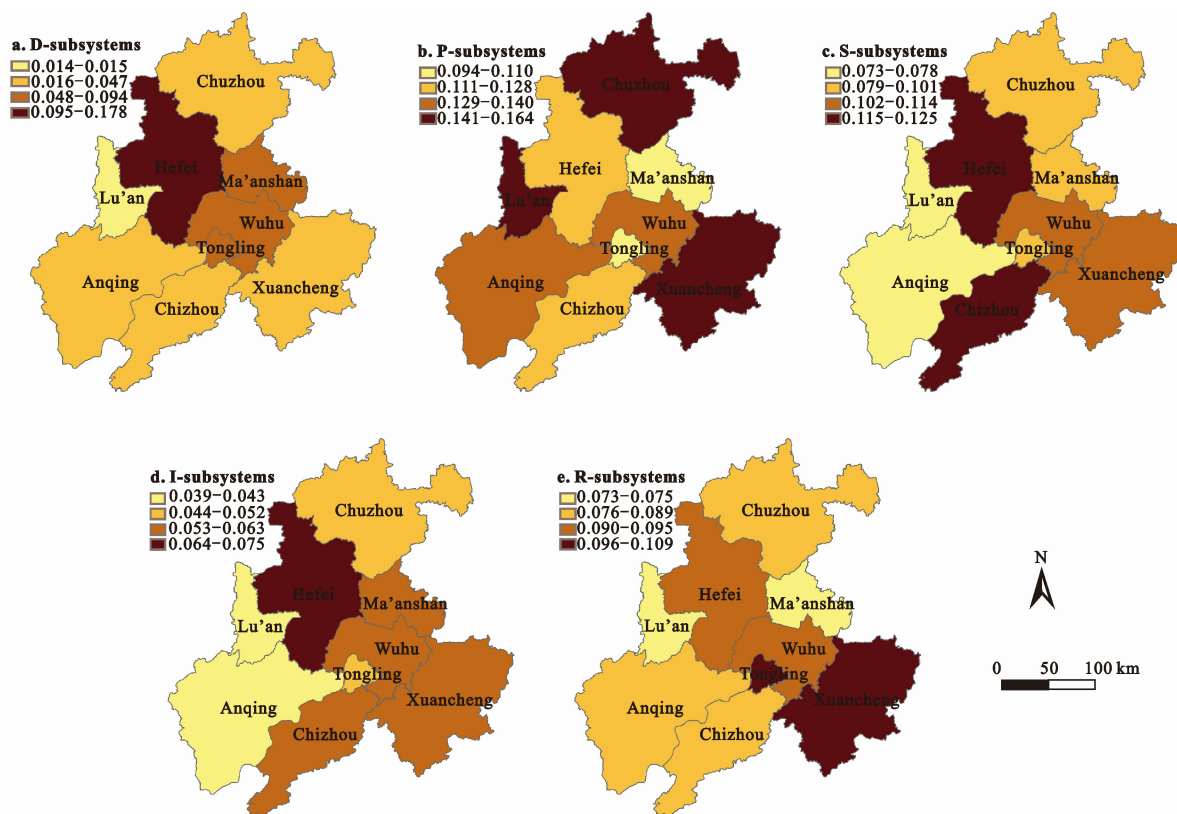 a. D-subsystems
0.014−0.015
0.016−0.047
0.048−0.094
0.095−0.178
Chuzhou
Hefei
Ma'anshan
Lu'an
Wuhu
Tongling
Anqing
Xuancheng
Chizhou
b. P-subsystems
0.094−0.110
0.111−0.128
0.129−0.140
0.141−0.164
Chuzhou
Hefei
Ma'anshan
Lu'an
Wuhu
Tongling
Anqing
Xuancheng
Chizhou
c. S-subsystems
0.073−0.078
0.079−0.101
0.102−0.114
0.115−0.125
Chuzhou
Hefei
Ma'anshan
Lu'an
Wuhu
Tongling
Xuancheng
Anqing
Chizhou
d. I-subsystems
0.039−0.043
0.044−0.052
0.053−0.063
0.064−0.075
Chuzhou
Hefei
Ma'anshan
Lu'an
Wuhu
Tongling
Xuancheng
Anqing
Chizhou
e. R-subsystems
0.073−0.075
0.076−0.089
0.090−0.095
0.096−0.109
Chuzhou
Hefei
Ma'anshan
Lu'an
Wuhu
Tongling
Xuancheng
Anqing
Chizhou
N
0 50 100 km